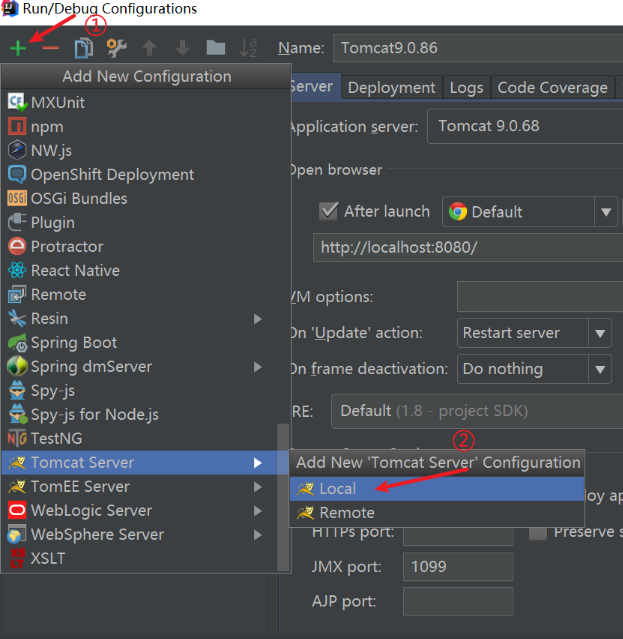 Run/Debug Configurations
①
Name: Tomcat9.0.86
Add New Configuration
MXUnit
npm
NW.js
OpenShift Deployment
OSGi Bundles
Plugin
Protractor
React Native
Remote
Resin
Spring Boot
Spring dmServer
Spy-js
Spy-js for Node.js
TestNG
Tomcat Server
TomEE Server
WebLogic Server
WebSphere Server
XSLT
Server Deployment Logs Code Coverage
Application server: Tomcat 9.0.68
Open browser
After launch Default
http://localhost:8080/
VM options:
On 'Update' action: Restart server
On frame deactivation: Do nothing
RE: Default (1.8 - project SDK)
②
Add New 'Tomcat Server' Configuration
Local
Remote
HTTPs port: Preserve s
JMX port: 1099
AJP port: